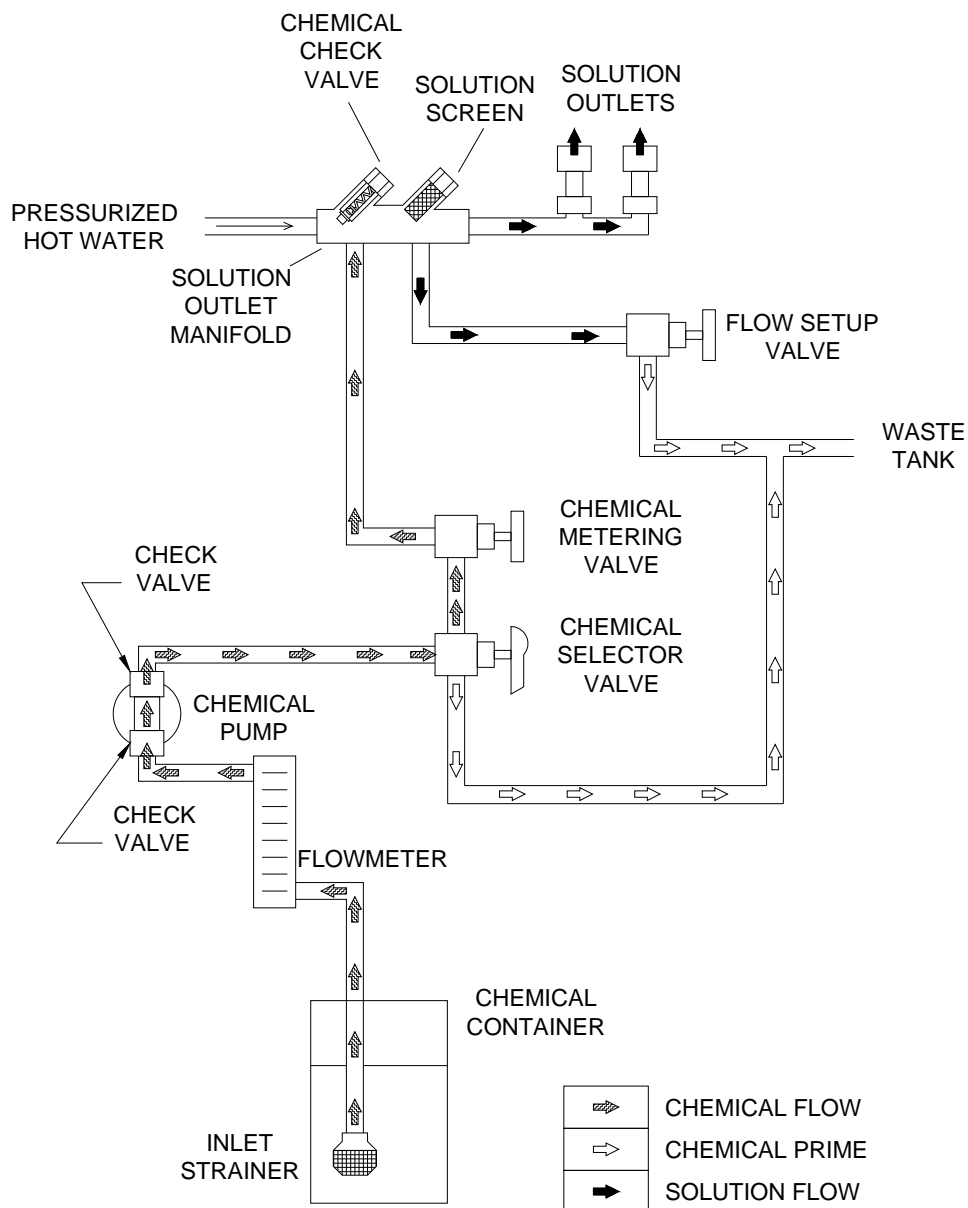 CHEMICAL
CHECK
VALVE
SOLUTION
SCREEN
SOLUTION
OUTLETS
PRESSURIZED
HOT WATER
SOLUTION
OUTLET
MANIFOLD
FLOW SETUP
VALVE
WASTE
TANK
CHEMICAL
METERING
VALVE
CHECK
VALVE
CHEMICAL
SELECTOR
VALVE
CHEMICAL
PUMP
CHECK
VALVE
FLOWMETER
CHEMICAL
CONTAINER
INLET
STRAINER
CHEMICAL FLOW
CHEMICAL PRIME
SOLUTION FLOW